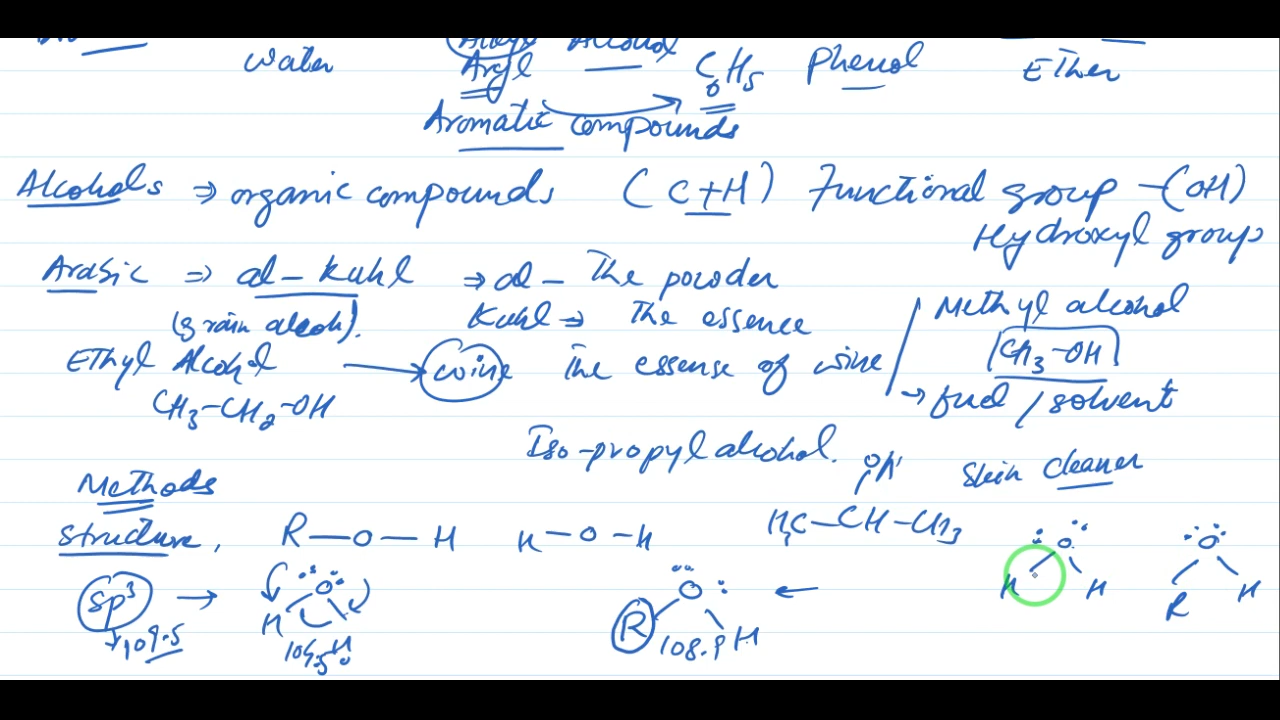 water Aryl Alcohol C6H5 Phenol Ether
Aromatic compounds
Alcohols ⇒ organic compounds (C+H) Functional group -(OH)
Hydroxyl group
Arabic ⇒ al-kuhl ⇒ al - The powder
(grain alcoh). Kuhl ⇒ The essence Methyl alcohol
Ethyl Alcohol → wine The essense of wine CH3-OH
CH3-CH2-OH → fuel / solvent
Iso-propyl alcohol. OH Skin cleaner
Methods
Structure, R-O-H H-O-H H3C-CH-CH3
sp3 → H O H R O H ← H O H R O H
109.5 104.5° 108.9